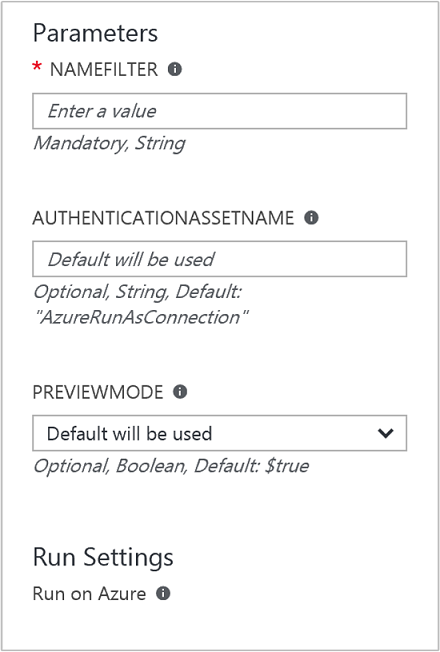 Parameters
* NAMEFILTER
Enter a value
Mandatory, String
AUTHENTICATIONASSETNAME
Default will be used
Optional, String, Default:
"AzureRunAsConnection"
PREVIEWMODE
Default will be used
Optional, Boolean, Default: $true
Run Settings
Run on Azure